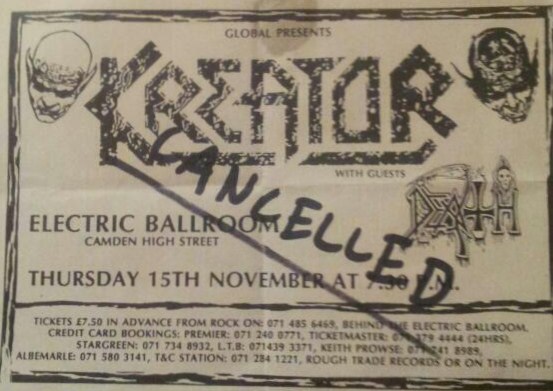 GLOBAL PRESENTS
KREATOR
CANCELLED
WITH GUESTS
DEATH
ELECTRIC BALLROOM
CAMDEN HIGH STREET
THURSDAY 15TH NOVEMBER AT 7.30 P.M.
TICKETS £7.50 IN ADVANCE FROM ROCK ON: 071 485 6469, BEHIND THE ELECTRIC BALLROOM,
CREDIT CARD BOOKINGS: PREMIER: 071 240 0771, TICKETMASTER: 071 379 4444 (24HRS),
STARGREEN: 071 734 8932, L.T.B: 071439 3371, KEITH PROWSE: 071 741 8989,
ALBEMARLE: 071 580 3141, T&C STATION: 071 284 1221, ROUGH TRADE RECORDS OR ON THE NIGHT.